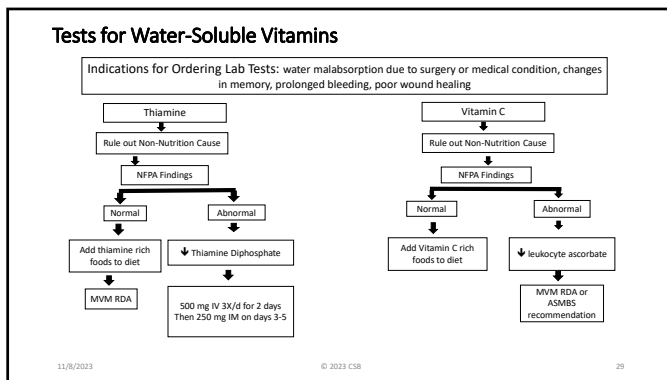 Tests for Water-Soluble Vitamins
Indications for Ordering Lab Tests: water malabsorption due to surgery or medical condition, changes
in memory, prolonged bleeding, poor wound healing
Thiamine
Rule out Non-Nutrition Cause
NFPA Findings
Normal
Abnormal
Add thiamine rich
foods to diet
🡻 Thiamine Diphosphate
MVM RDA
500 mg IV 3X/d for 2 days
Then 250 mg IM on days 3-5
Vitamin C
Rule out Non-Nutrition Cause
NFPA Findings
Normal
Abnormal
Add Vitamin C rich
foods to diet
🡻 leukocyte ascorbate
MVM RDA or
ASMBS
recommendation
11/8/2023
© 2023 CSB
29